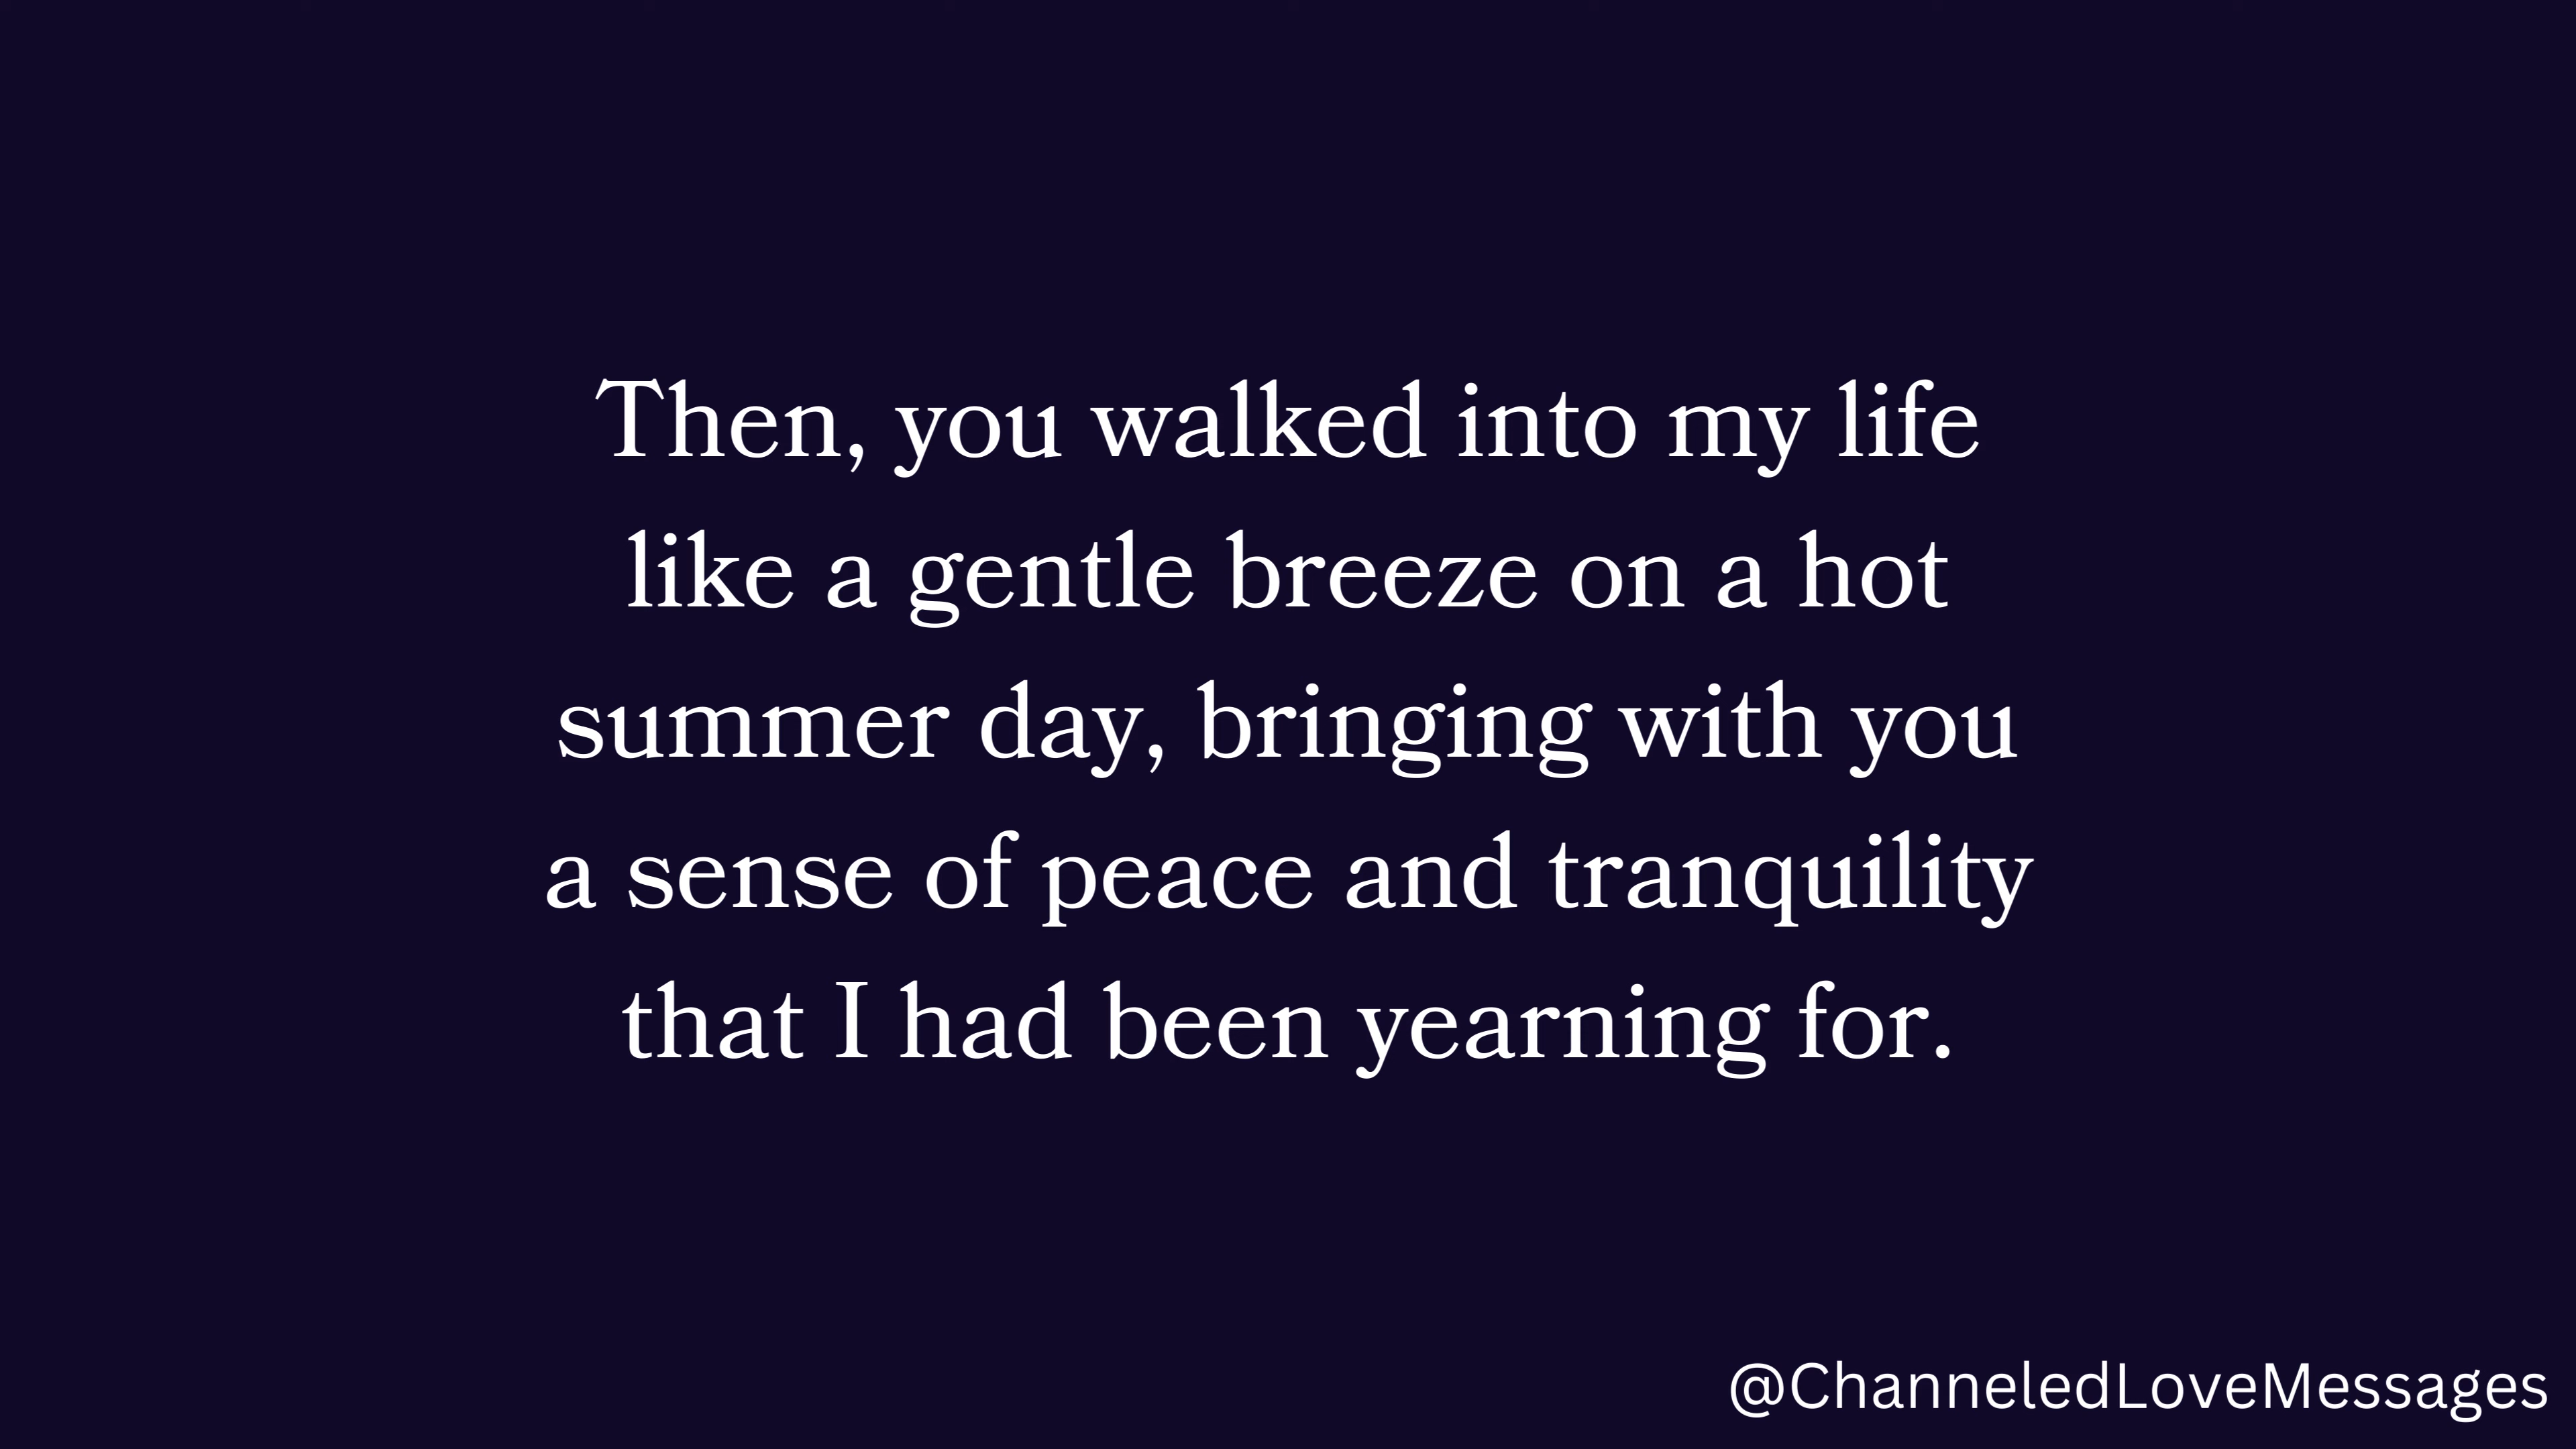 Then, you walked into my life
like a gentle breeze on a hot
summer day, bringing with you
a sense of peace and tranquility
that I had been yearning for.
@ChanneledLoveMessages